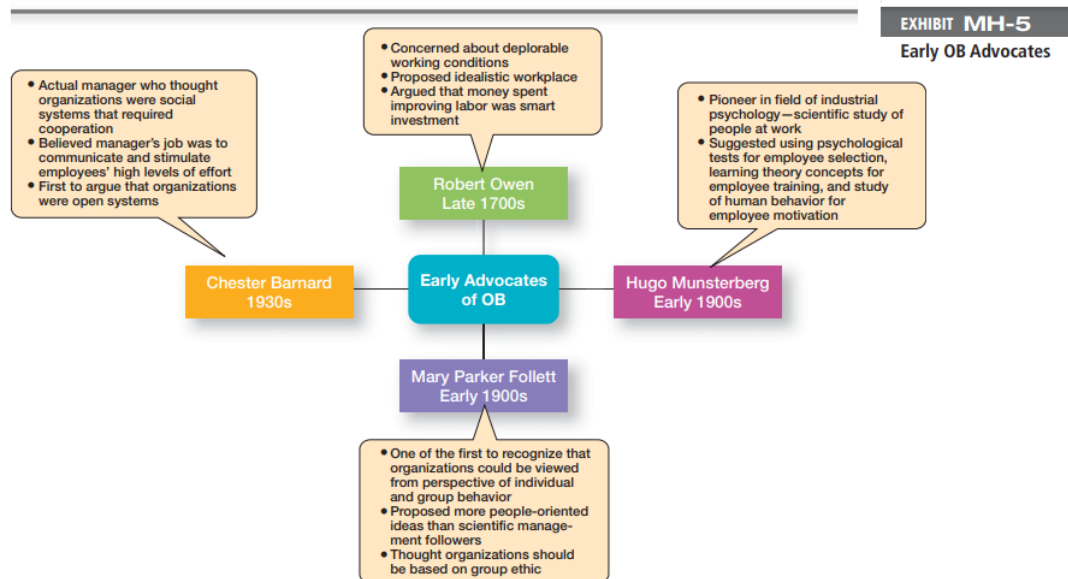 EXHIBIT MH-5
Early OB Advocates
• Concerned about deplorable
working conditions
• Proposed idealistic workplace
• Argued that money spent
improving labor was smart
investment
• Actual manager who thought
organizations were social
systems that required
cooperation
• Believed manager's job was to
communicate and stimulate
employees' high levels of effort
• First to argue that organizations
were open systems
• Pioneer in field of industrial
psychology—scientific study of
people at work
• Suggested using psychological
tests for employee selection,
learning theory concepts for
employee training, and study
of human behavior for
employee motivation
Robert Owen
Late 1700s
Chester Barnard
1930s
Early Advocates
of OB
Hugo Munsterberg
Early 1900s
Mary Parker Follett
Early 1900s
• One of the first to recognize that
organizations could be viewed
from perspective of individual
and group behavior
• Proposed more people-oriented
ideas than scientific manage-
ment followers
• Thought organizations should
be based on group ethic